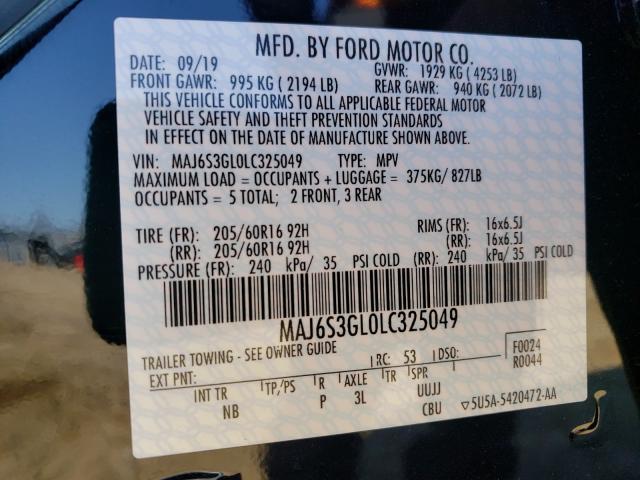 MFD. BY FORD MOTOR CO.
DATE: 09/19 GVWR: 1929 KG ( 4253 LB)
FRONT GAWR: 995 KG ( 2194 LB) REAR GAWR: 940 KG ( 2072 LB)
THIS VEHICLE CONFORMS TO ALL APPLICABLE FEDERAL MOTOR
VEHICLE SAFETY AND THEFT PREVENTION STANDARDS
IN EFFECT ON THE DATE OF MANUFACTURE SHOWN ABOVE.
VIN: MAJ6S3GL0LC325049 TYPE: MPV
MAXIMUM LOAD = OCCUPANTS + LUGGAGE = 375KG/ 827LB
OCCUPANTS = 5 TOTAL; 2 FRONT, 3 REAR
TIRE (FR): 205/60R16 92H RIMS (FR): 16x6.5J
(RR): 205/60R16 92H (RR): 16x6.5J
PRESSURE (FR): 240 kPa/ 35 PSI COLD (RR): 240 kPa/ 35 PSI COLD
MAJ6S3GL0LC325049
TRAILER TOWING - SEE OWNER GUIDE
EXT PNT: RC: 53 DSO: F0024
R0044
INT TR TP/PS R AXLE TR SPR
NB P 3L UUJJ
CBU 5U5A-5420472-AA